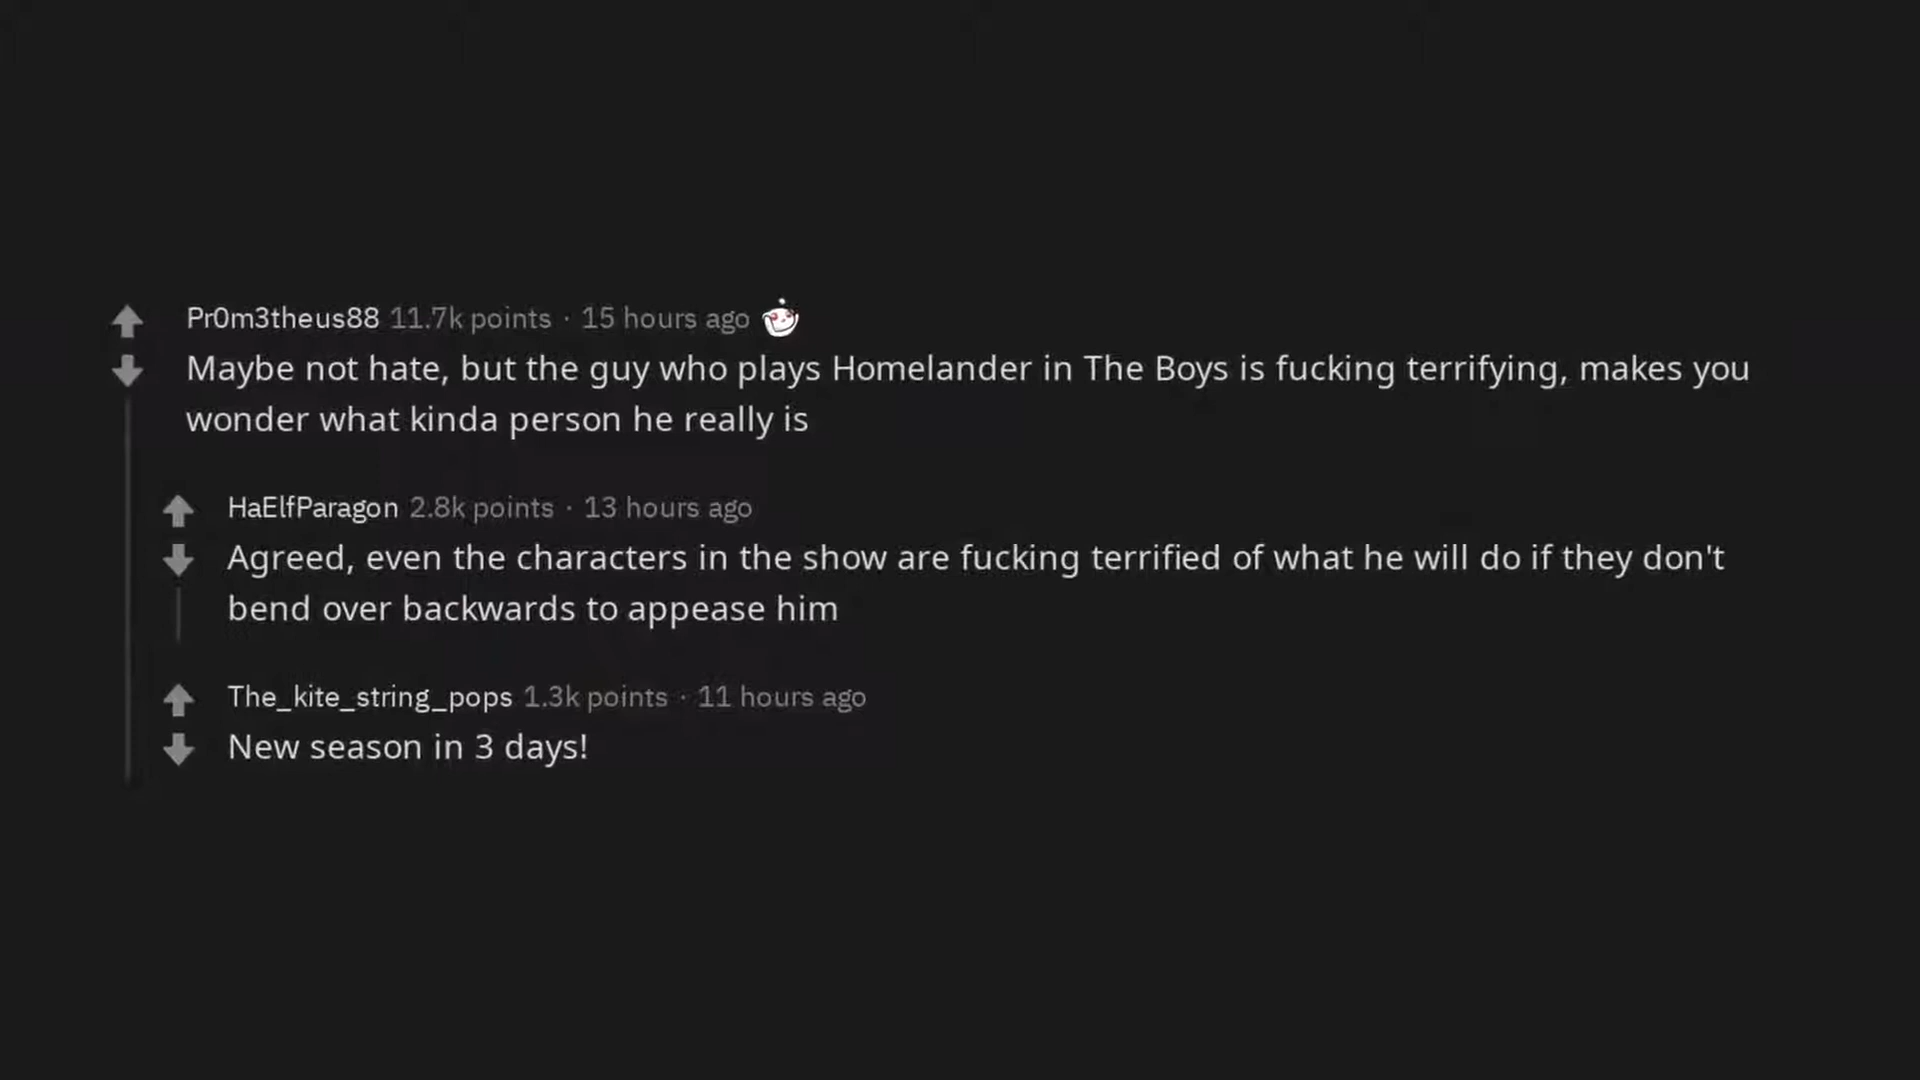 Pr0m3theus88 11.7k points · 15 hours ago
Maybe not hate, but the guy who plays Homelander in The Boys is fucking terrifying, makes you
wonder what kinda person he really is
HaElfParagon 2.8k points · 13 hours ago
Agreed, even the characters in the show are fucking terrified of what he will do if they don't
bend over backwards to appease him
The_kite_string_pops 1.3k points · 11 hours ago
New season in 3 days!